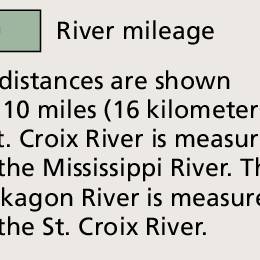 River mileage
distances are shown
10 miles (16 kilometer
t. Croix River is measur
the Mississippi River. Th
kagon River is measure
the St. Croix River.